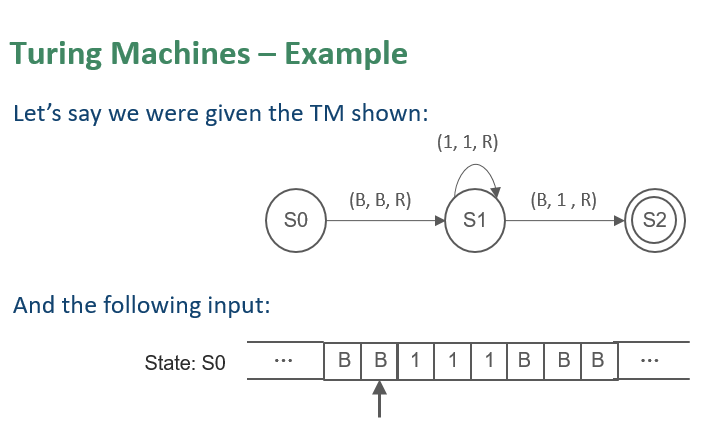 Turing Machines – Example
Let's say we were given the TM shown:
(1, 1, R)
(B, B, R)
(B, 1 , R)
S0
S1
S2
And the following input:
State: S0
... B B 1 1 1 B B B ...